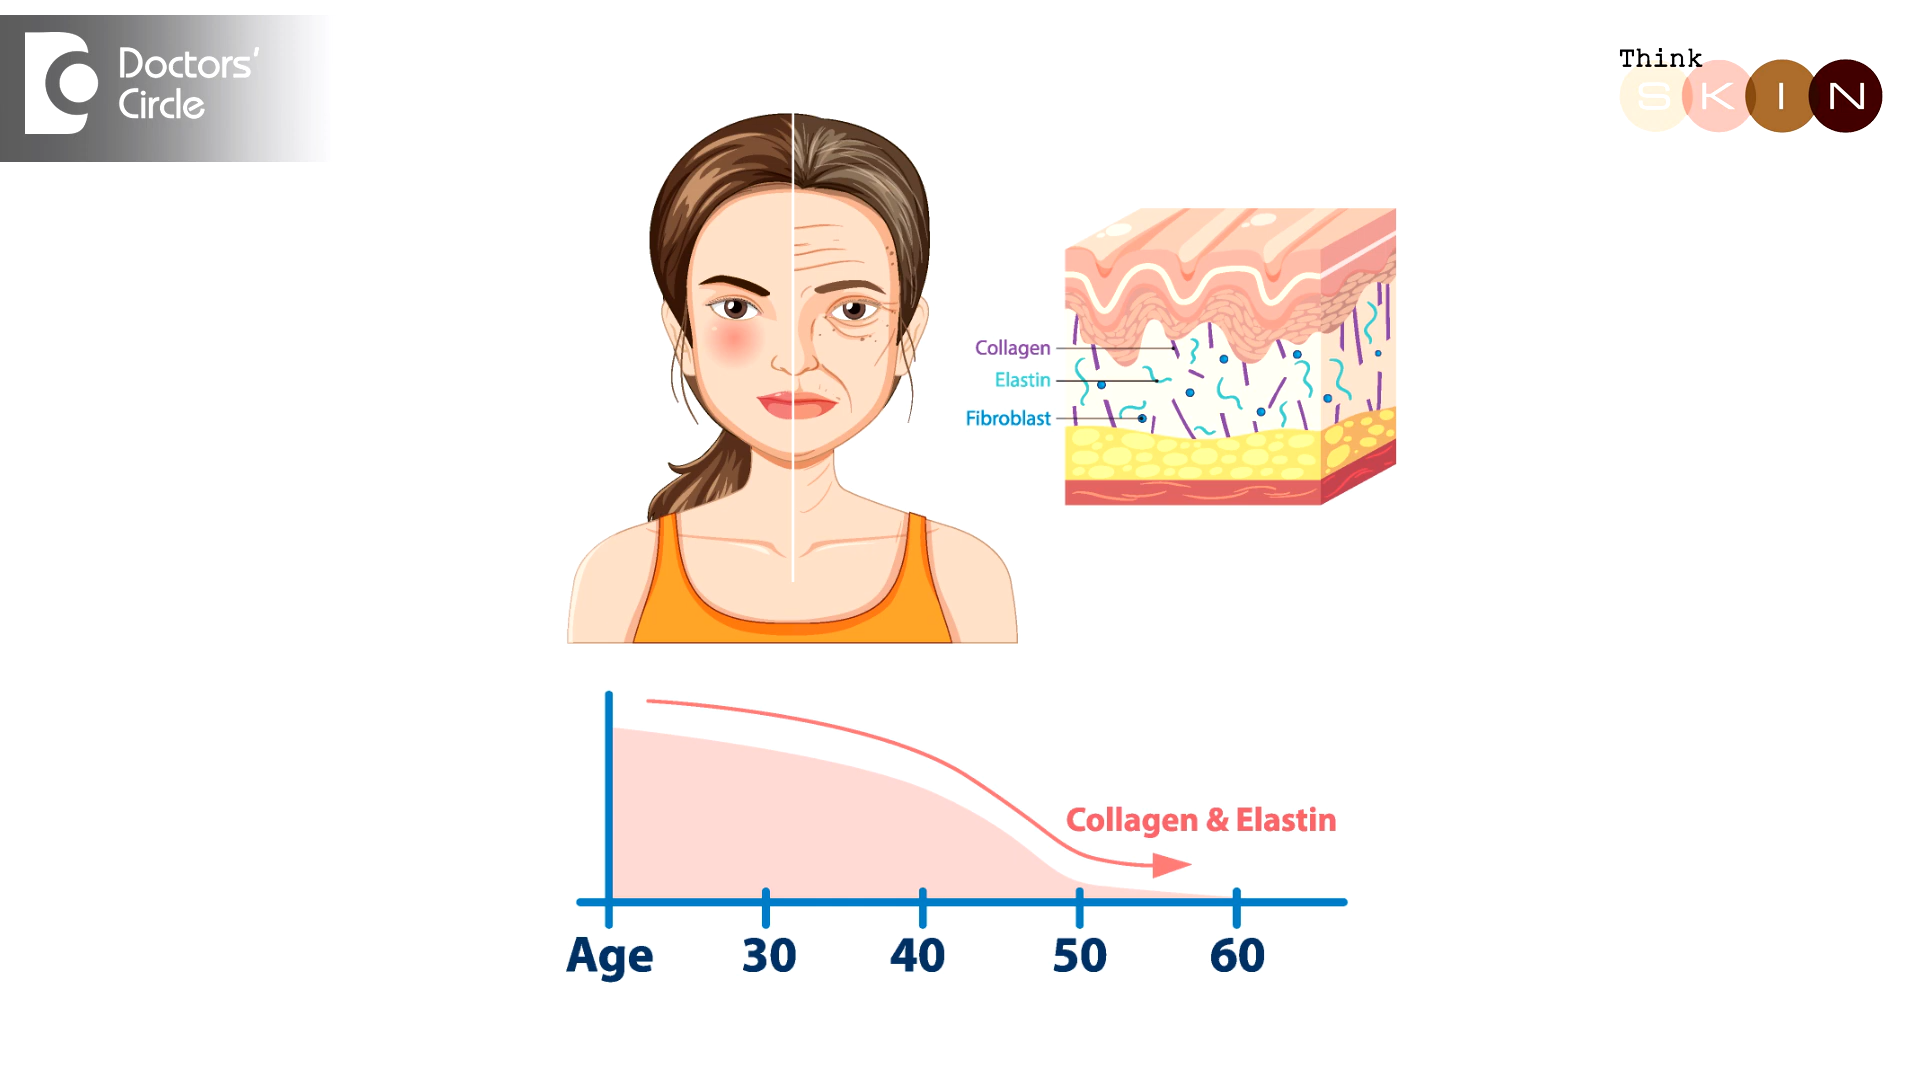 Doctors'
Circle
Think
SKIN
Collagen
Elastin
Fibroblast
Collagen & Elastin
Age 30 40 50 60